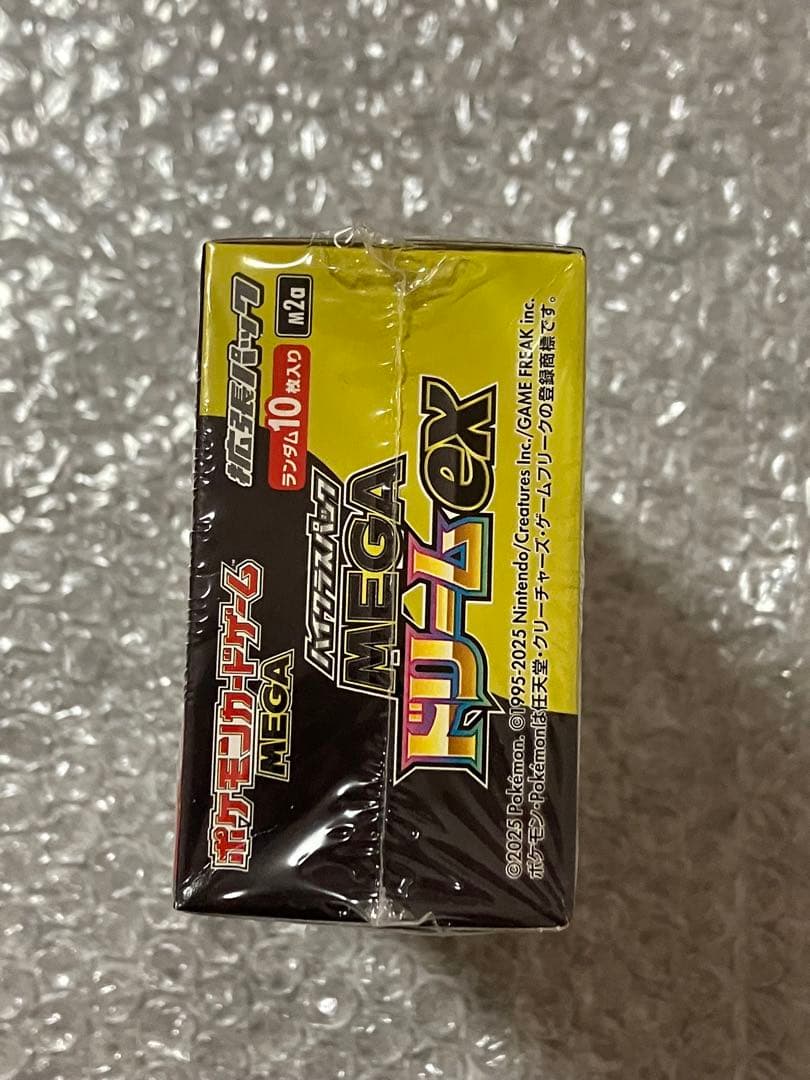 ポケモンカードゲーム™
MEGA
拡張パック
ランダム10枚入り
M2a
ハイクラスパック
MEGA
ドリームex
©2025 Pokémon. ©1995-2025 Nintendo/Creatures Inc./GAME FREAK inc.
ポケモン・Pokémonは任天堂・クリーチャーズ・ゲームフリークの登録商標です。